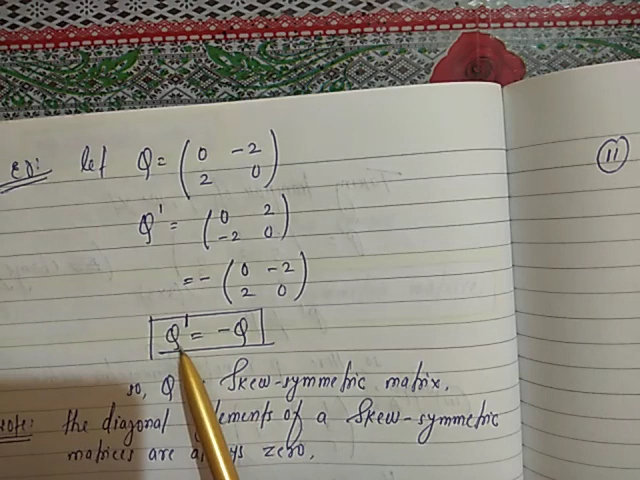 Ex: let Q = ( 0 -2
2 0 )
Q' = ( 0 2
-2 0 )
= - ( 0 -2
2 0 )
Q' = -Q
so, Q Skew-symmetric matrix.
Note: the diagonal elements of a Skew-symmetric
matrices are always zero.
11